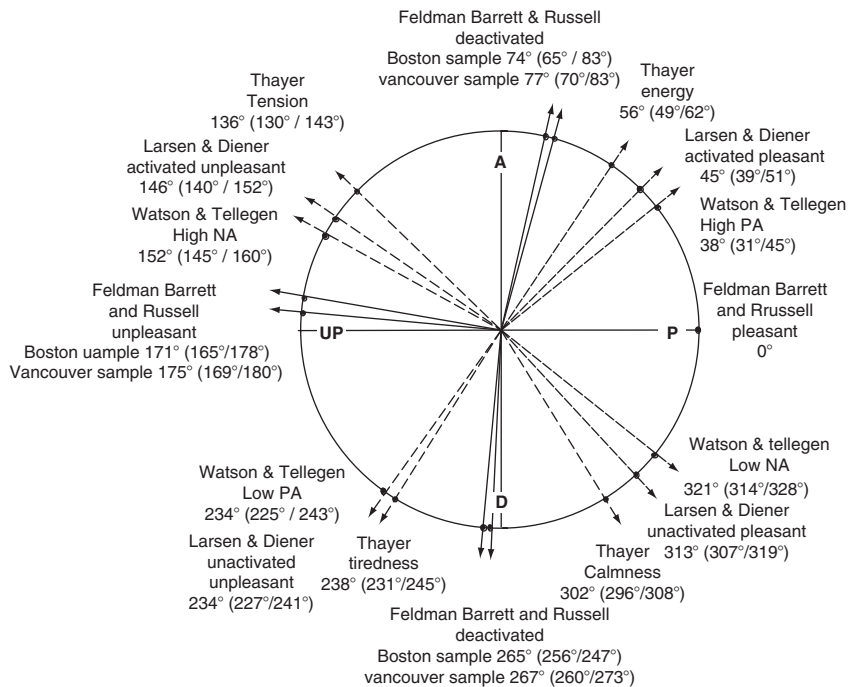 Feldman Barrett & Russell
deactivated
Boston sample 74° (65° / 83°)
vancouver sample 77° (70°/83°)
Thayer
energy
56° (49°/62°)
Larsen & Diener
activated pleasant
45° (39°/51°)
Watson & Tellegen
High PA
38° (31°/45°)
Feldman Barrett
and Rrussell
pleasant
0°
Thayer
Tension
136° (130° / 143°)
Larsen & Diener
activated unpleasant
146° (140° / 152°)
Watson & Tellegen
High NA
152° (145° / 160°)
Feldman Barrett
and Russell
unpleasant
Boston uample 171° (165°/178°)
Vancouver sample 175° (169°/180°)
A
UP
P
D
Watson & Tellegen
Low PA
234° (225° / 243°)
Larsen & Diener
unactivated
unpleasant
234° (227°/241°)
Thayer
tiredness
238° (231°/245°)
Feldman Barrett and Russell
deactivated
Boston sample 265° (256°/247°)
vancouver sample 267° (260°/273°)
Thayer
Calmness
302° (296°/308°)
Watson & tellegen
Low NA
321° (314°/328°)
Larsen & Diener
unactivated pleasant
313° (307°/319°)